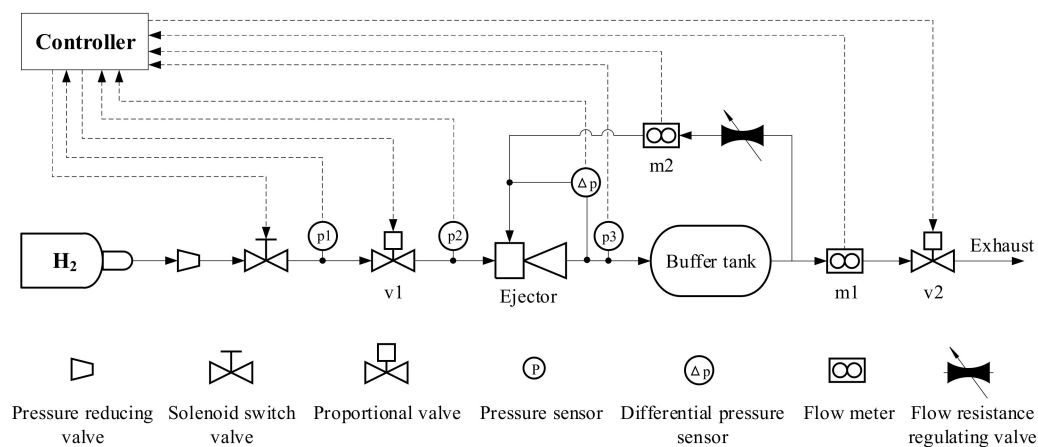 Controller
m2
Δp
p1
p2
p3
H2
v1
Ejector
Buffer tank
m1
v2
Exhaust
P
Δp
Pressure reducing
valve
Solenoid switch
valve
Proportional valve
Pressure sensor
Differential pressure
sensor
Flow meter
Flow resistance
regulating valve